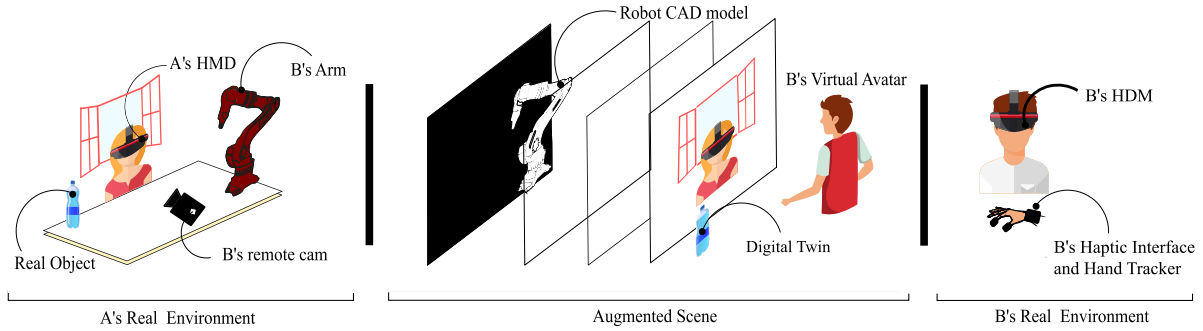 Robot CAD model
A's HMD
B's Arm
B's Virtual Avatar
B's HDM
Real Object
B's remote cam
Digital Twin
B's Haptic Interface
and Hand Tracker
A's Real Environment
Augmented Scene
B's Real Environment